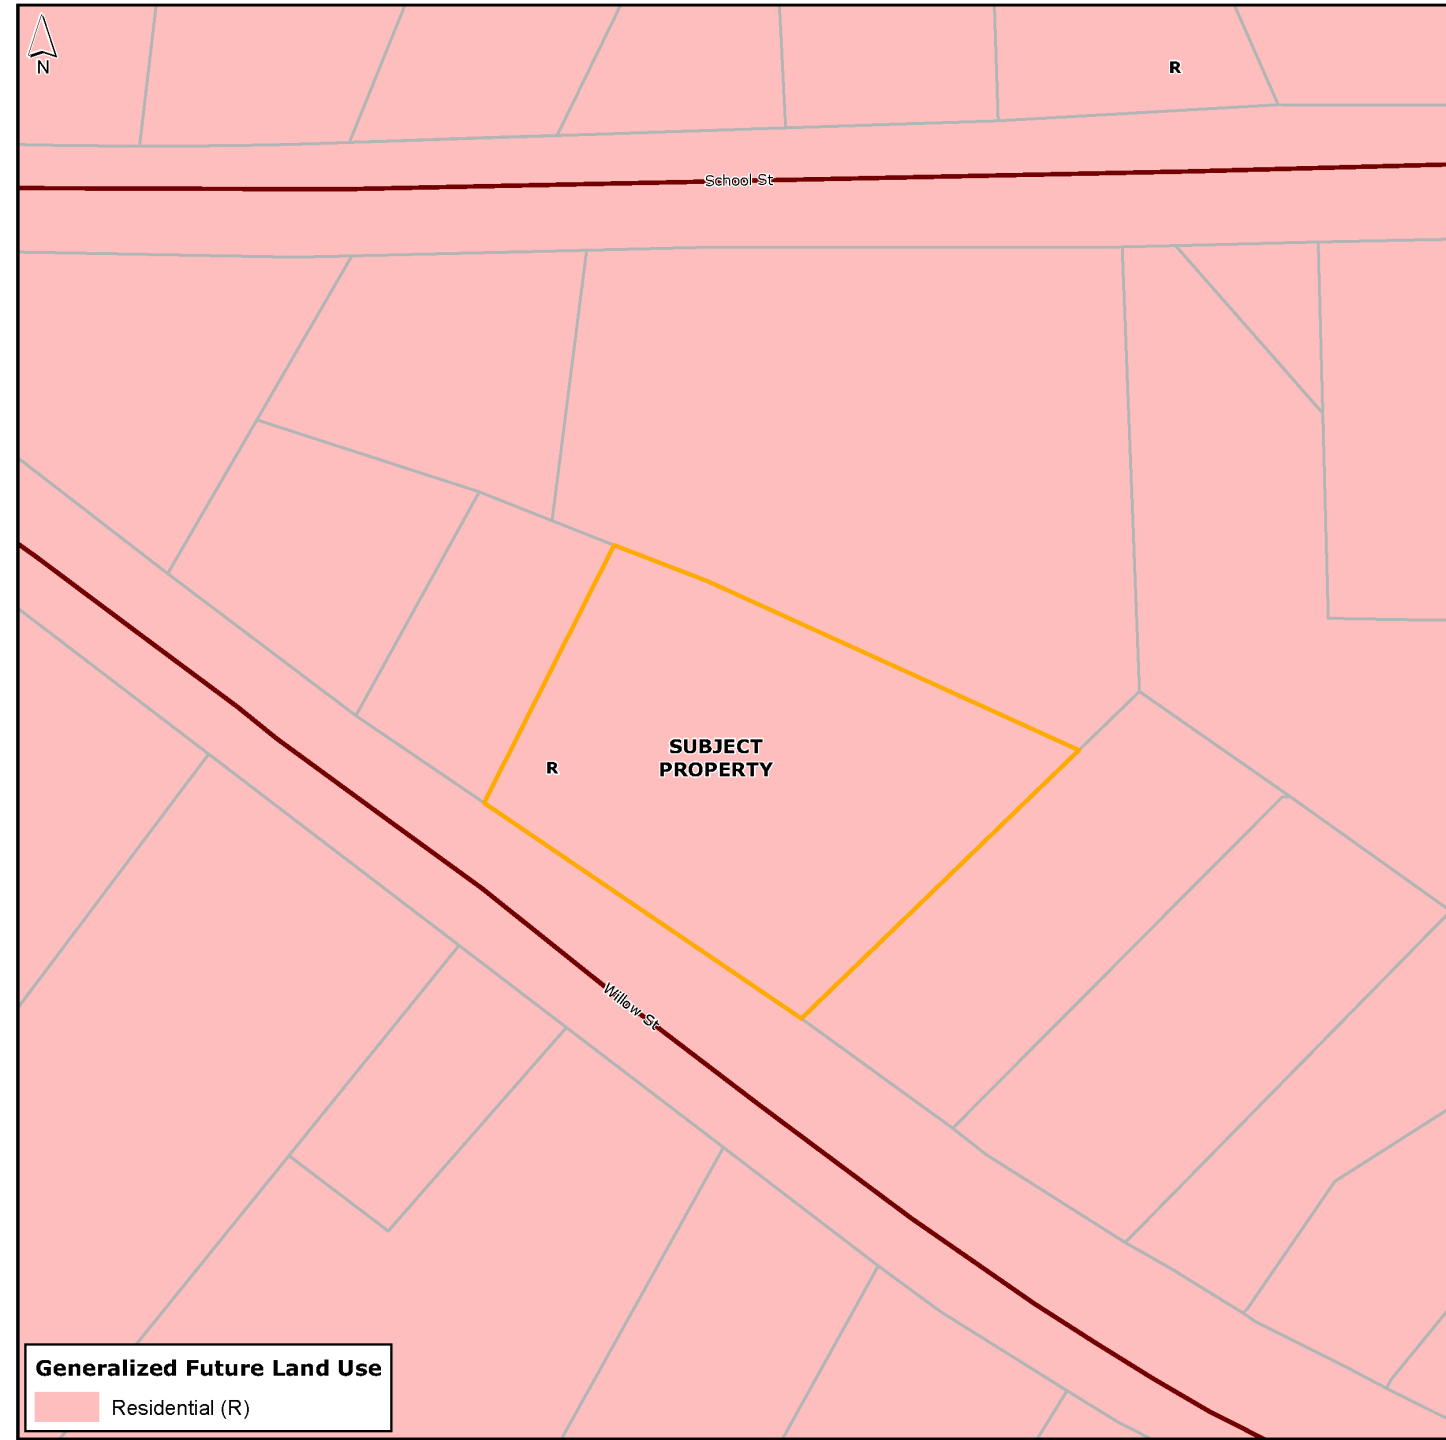 N
R
School St
SUBJECT
PROPERTY
R
Willow St
Generalized Future Land Use
Residential (R)